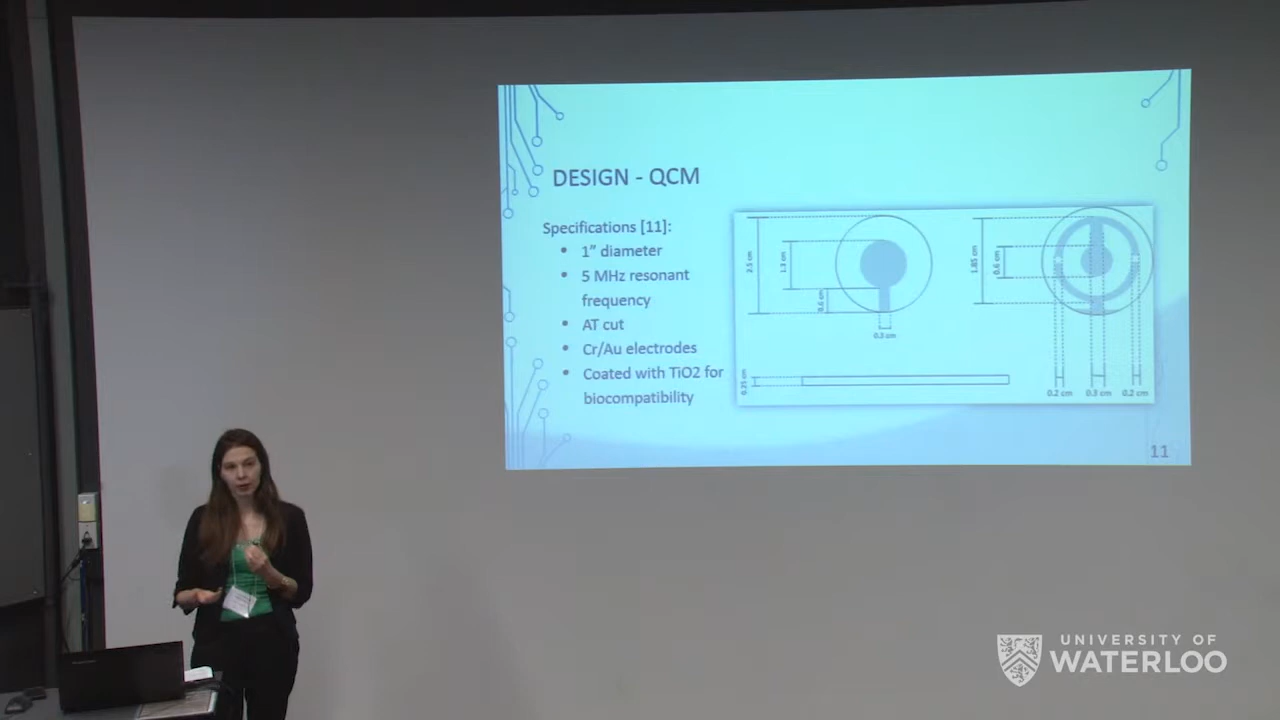 DESIGN - QCM
Specifications [11]:
• 1” diameter
• 5 MHz resonant
frequency
• AT cut
• Cr/Au electrodes
• Coated with TiO2 for
biocompatibility
2.5 cm
1.3 cm
0.6 cm
0.3 cm
1.85 cm
0.6 cm
0.25 cm
0.2 cm
0.3 cm
0.2 cm
11
UNIVERSITY OF
WATERLOO